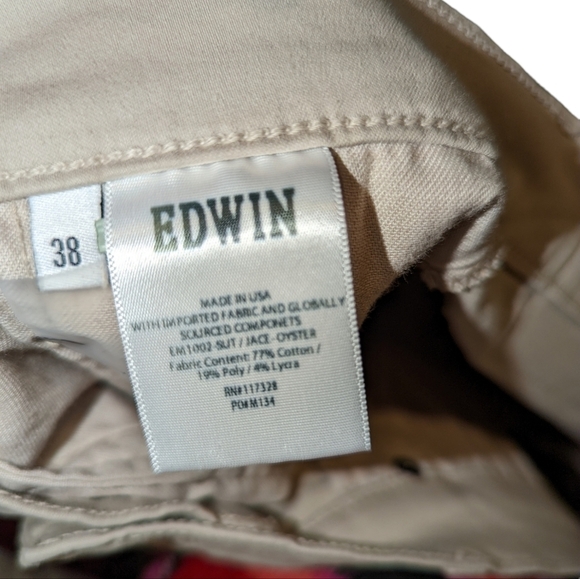 38
EDWIN
MADE IN USA
WITH IMPORTED FABRIC AND GLOBALLY
SOURCED COMPONETS
EM1002-SUT / JACE - OYSTER
Fabric Content: 77% Cotton /
19% Poly / 4% Lycra
RN#117328
PO#M134